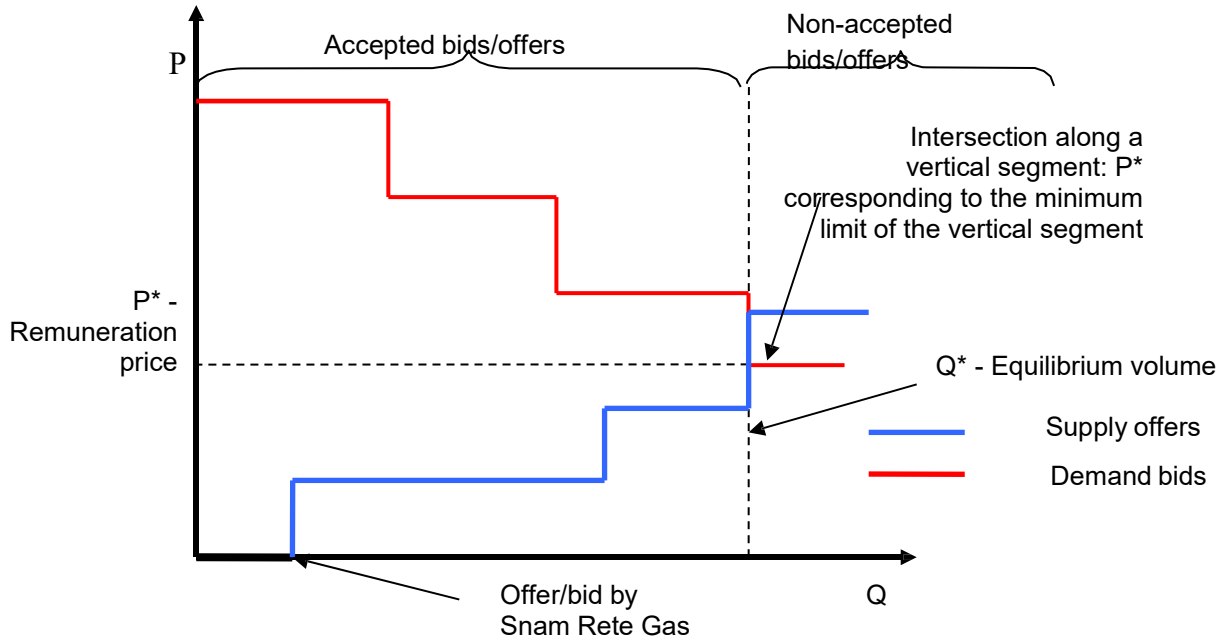 Non-accepted
bids/offers
Accepted bids/offers
P
Intersection along a
vertical segment: P*
corresponding to the minimum
limit of the vertical segment
P* -
Remuneration
price
Q* - Equilibrium volume
Supply offers
Demand bids
Offer/bid by
Snam Rete Gas
Q